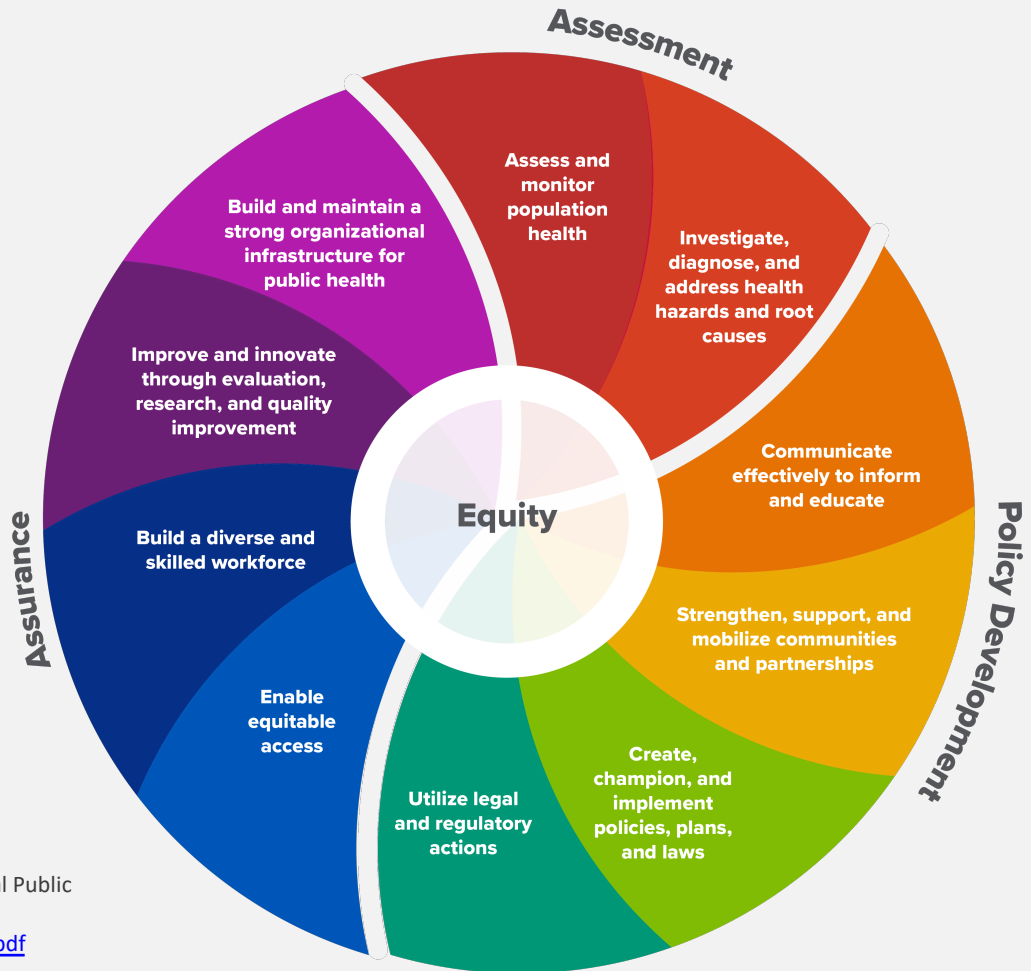 Assessment
Assess and
monitor
population
health
Investigate,
diagnose, and
address health
hazards and root
causes
Communicate
effectively to inform
and educate
Policy Development
Strengthen, support, and
mobilize communities
and partnerships
Create,
champion, and
implement
policies, plans,
and laws
Utilize legal
and regulatory
actions
Enable
equitable
access
Assurance
Build a diverse and
skilled workforce
Improve and innovate
through evaluation,
research, and quality
improvement
Build and maintain a
strong organizational
infrastructure for
public health
Equity
l Public